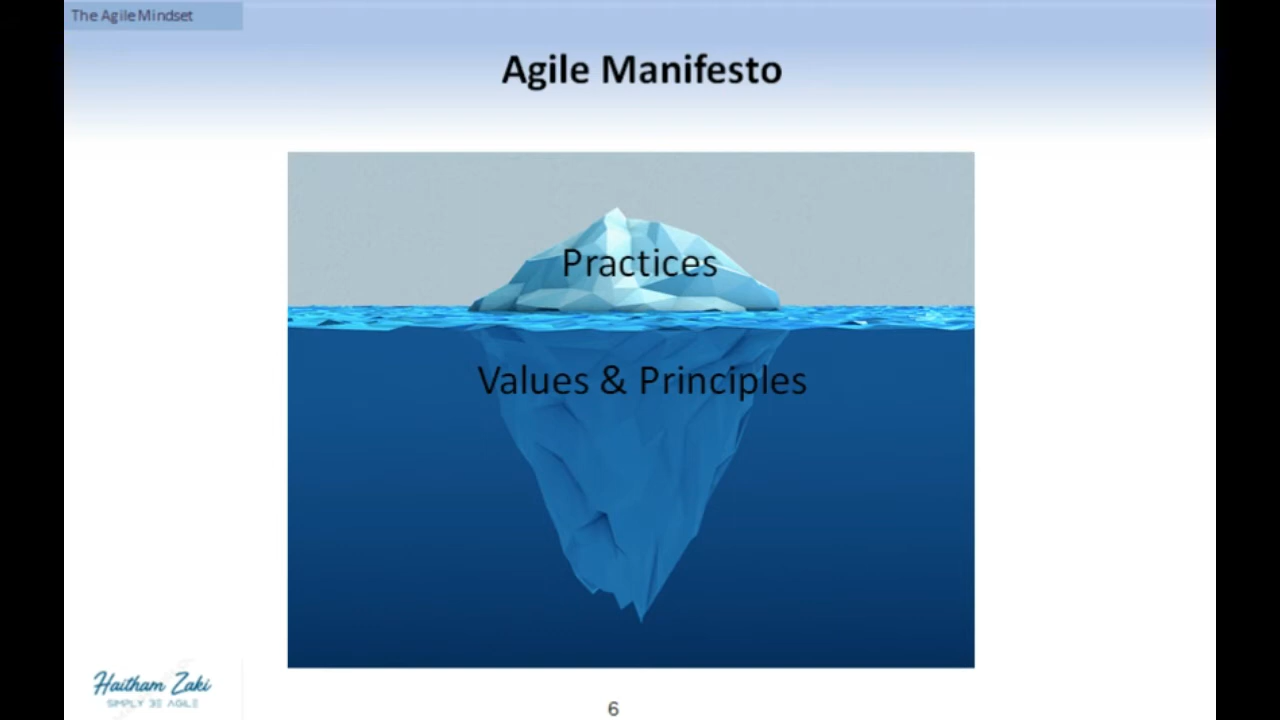 The Agile Mindset
Agile Manifesto
Practices
Values & Principles
Haitham Zaki
SIMPLY BE AGILE
6